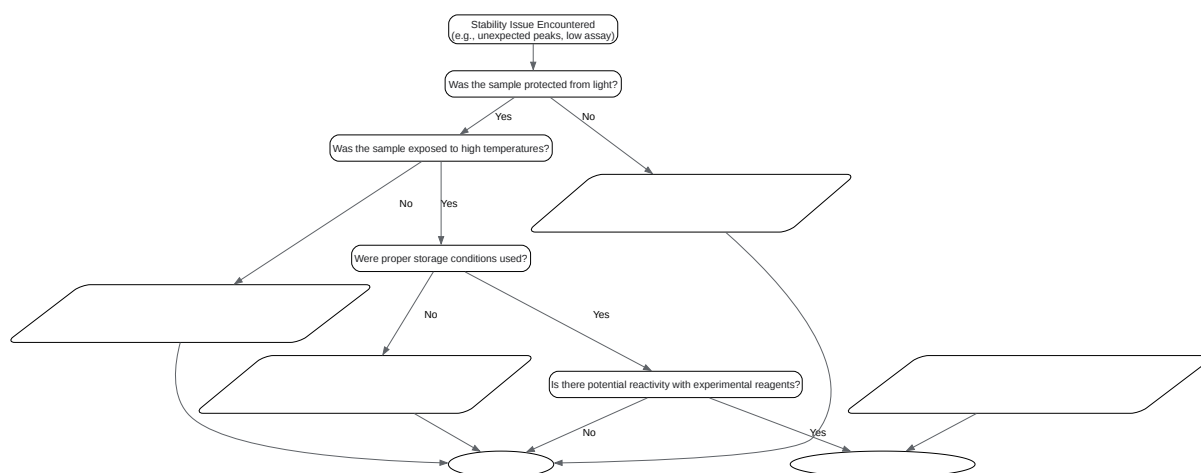 Stability Issue Encountered
(e.g., unexpected peaks, low assay)
Was the sample protected from light?
Yes
No
Was the sample exposed to high temperatures?
No
Yes
Were proper storage conditions used?
No
Yes
Is there potential reactivity with experimental reagents?
No
Yes